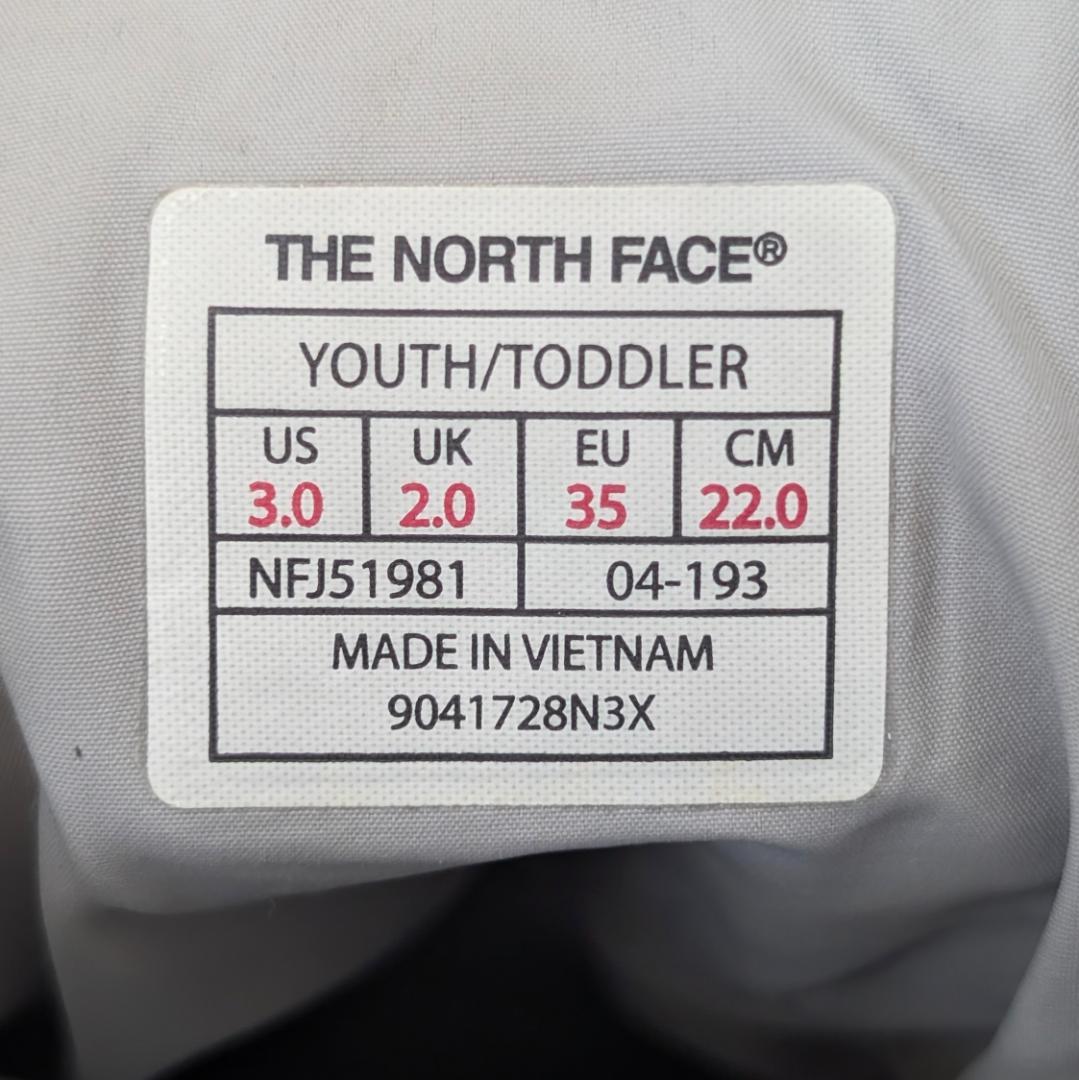 THE NORTH FACE®
YOUTH/TODDLER
US UK EU CM
3.0 2.0 35 22.0
NFJ51981 04-193
MADE IN VIETNAM
9041728N3X